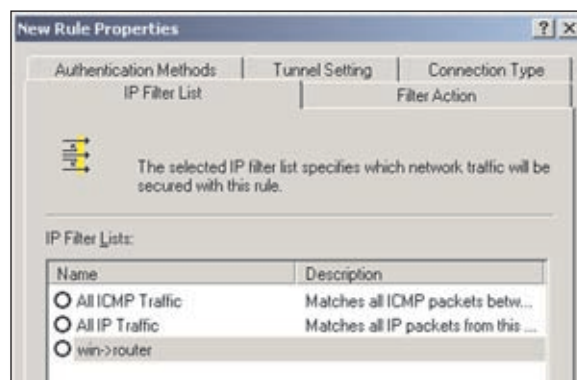 New Rule Properties
Authentication Methods
Tunnel Setting
Connection Type
IP Filter List
Filter Action
The selected IP filter list specifies which network traffic will be
secured with this rule.
IP Filter Lists:
Name Description
All ICMP Traffic Matches all ICMP packets betw...
All IP Traffic Matches all IP packets from this ...
win->router